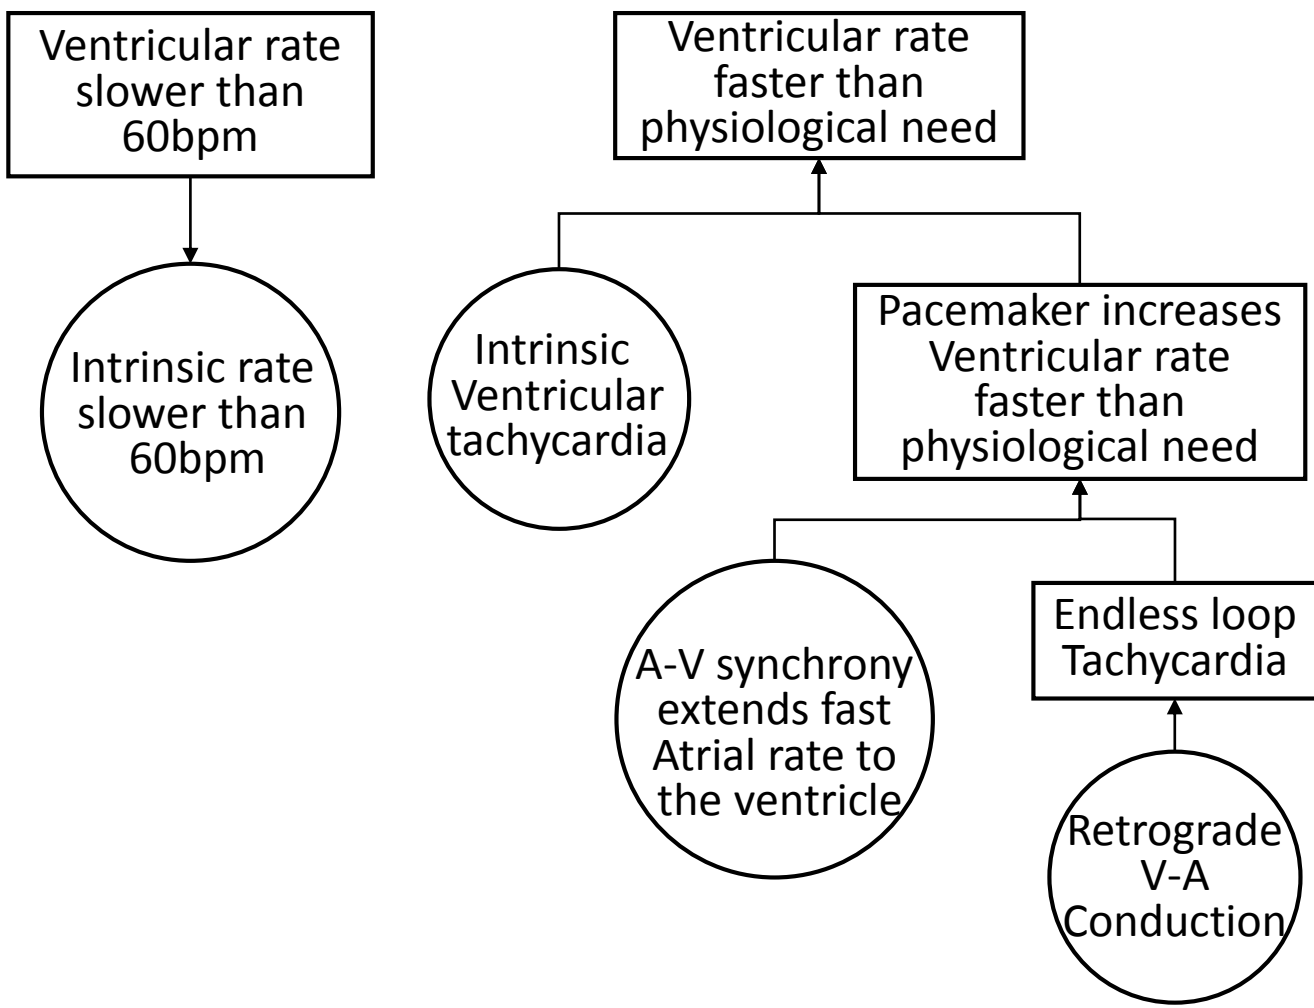 Ventricular rate
slower than
60bpm
Intrinsic rate
slower than
60bpm
Ventricular rate
faster than
physiological need
Intrinsic
Ventricular
tachycardia
Pacemaker increases
Ventricular rate
faster than
physiological need
A-V synchrony
extends fast
Atrial rate to
the ventricle
Endless loop
Tachycardia
Retrograde
V-A
Conduction